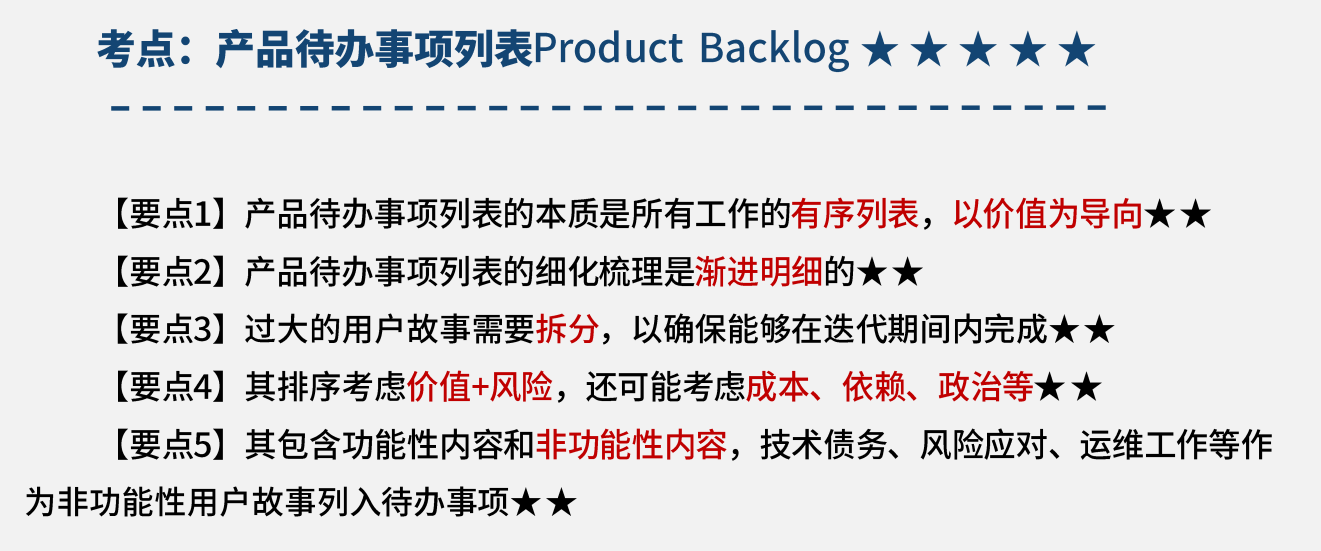 考点：产品待办事项列表Product Backlog ★ ★ ★ ★ ★
【要点1】产品待办事项列表的本质是所有工作的有序列表，以价值为导向★★
【要点2】产品待办事项列表的细化梳理是渐进明细的★★
【要点3】过大的用户故事需要拆分，以确保能够在迭代期间内完成★★
【要点4】其排序考虑价值+风险，还可能考虑成本、依赖、政治等★★
【要点5】其包含功能性内容和非功能性内容，技术债务、风险应对、运维工作等作
为非功能性用户故事列入待办事项★★